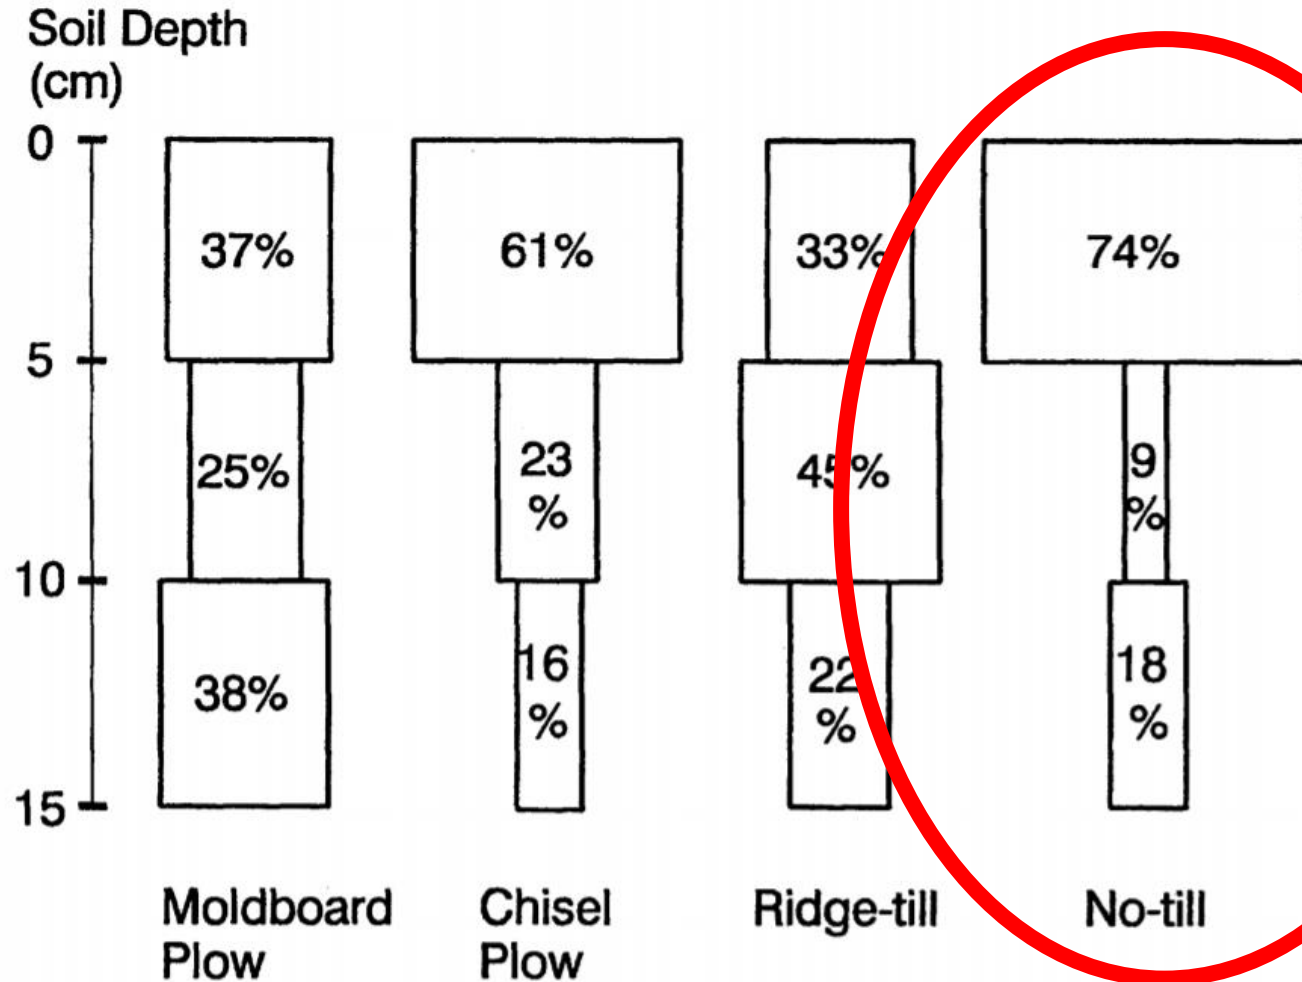 Soil Depth
(cm)
0
37%
61%
33%
74%
5
25%
23
%
45%
9
%
10
38%
16
%
22
%
18
%
15
Moldboard
Plow
Chisel
Plow
Ridge-till
No-till